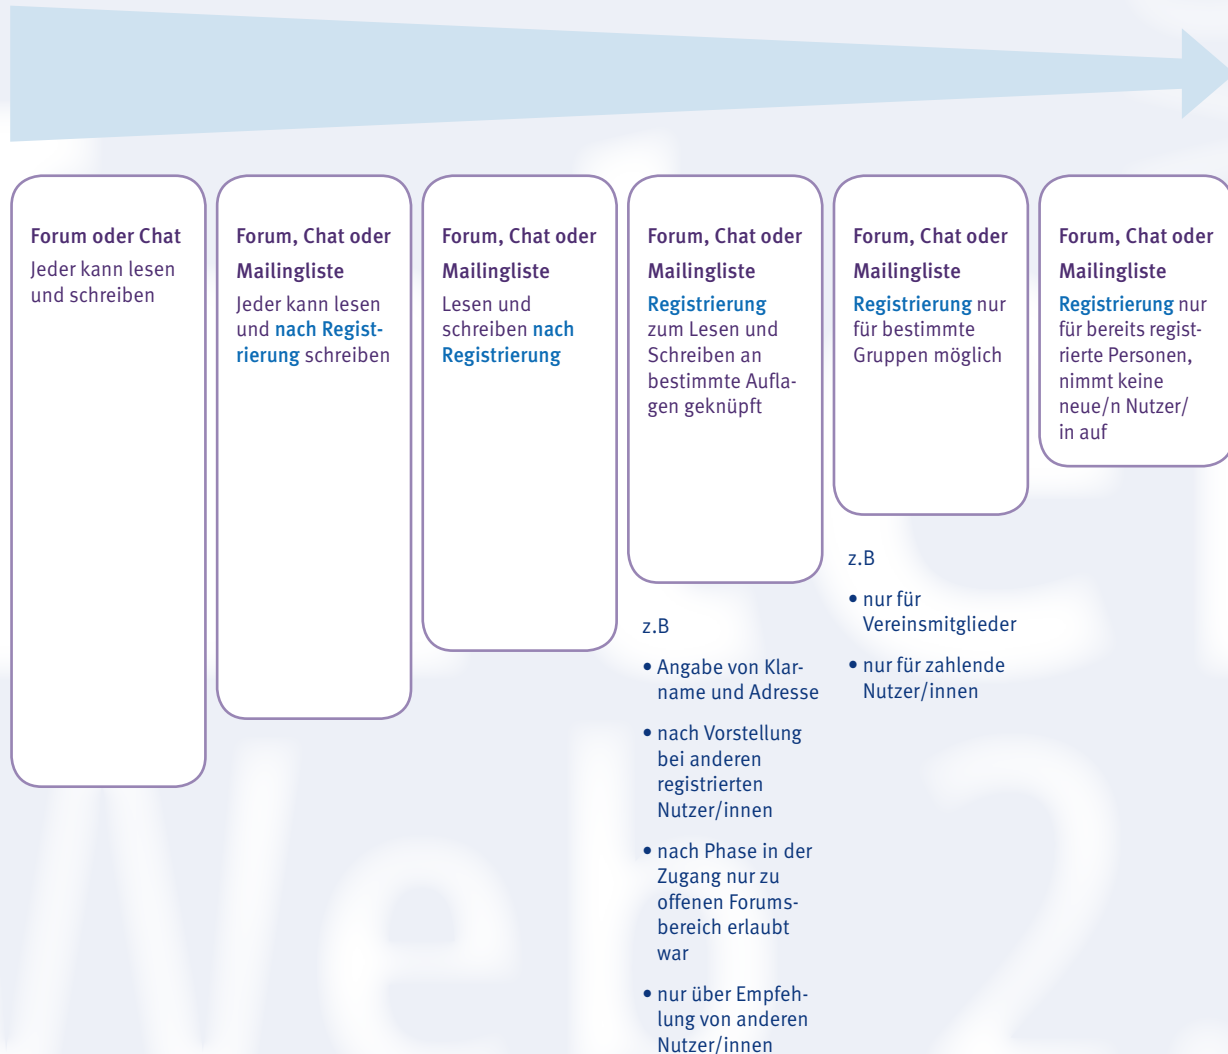 Forum oder Chat
Jeder kann lesen
und schreiben
Forum, Chat oder
Mailingliste
Jeder kann lesen
und nach Regist-
rierung schreiben
Forum, Chat oder
Mailingliste
Lesen und
schreiben nach
Registrierung
Forum, Chat oder
Mailingliste
Registrierung
zum Lesen und
Schreiben an
bestimmte Aufla-
gen geknüpft
z.B
• Angabe von Klar-
name und Adresse
• nach Vorstellung
bei anderen
registrierten
Nutzer/innen
• nach Phase in der
Zugang nur zu
offenen Forums-
bereich erlaubt
war
• nur über Empfeh-
lung von anderen
Nutzer/innen
Forum, Chat oder
Mailingliste
Registrierung nur
für bestimmte
Gruppen möglich
z.B
• nur für
Vereinsmitglieder
• nur für zahlende
Nutzer/innen
Forum, Chat oder
Mailingliste
Registrierung nur
für bereits regist-
rierte Personen,
nimmt keine
neue/n Nutzer/
in auf
Web 2.